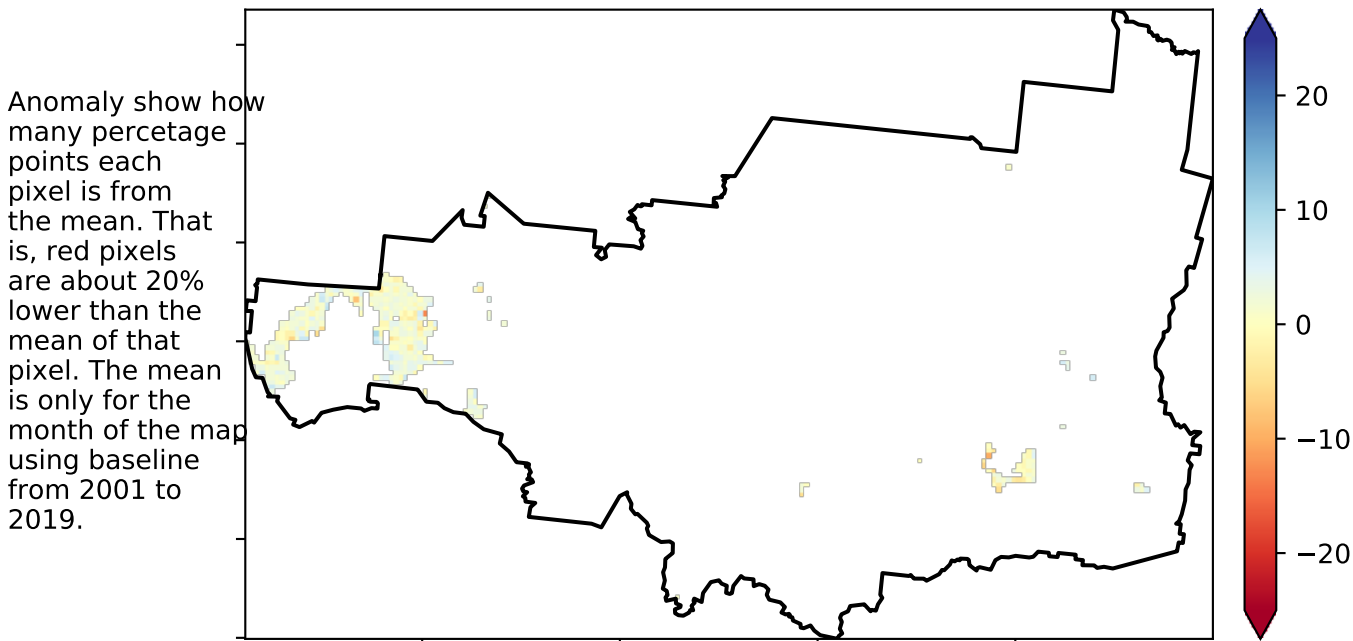 Anomaly show how
many percetage
points each
pixel is from
the mean. That
is, red pixels
are about 20%
lower than the
mean of that
pixel. The mean
is only for the
month of the map
using baseline
from 2001 to
2019.
20
10
0
−10
−20